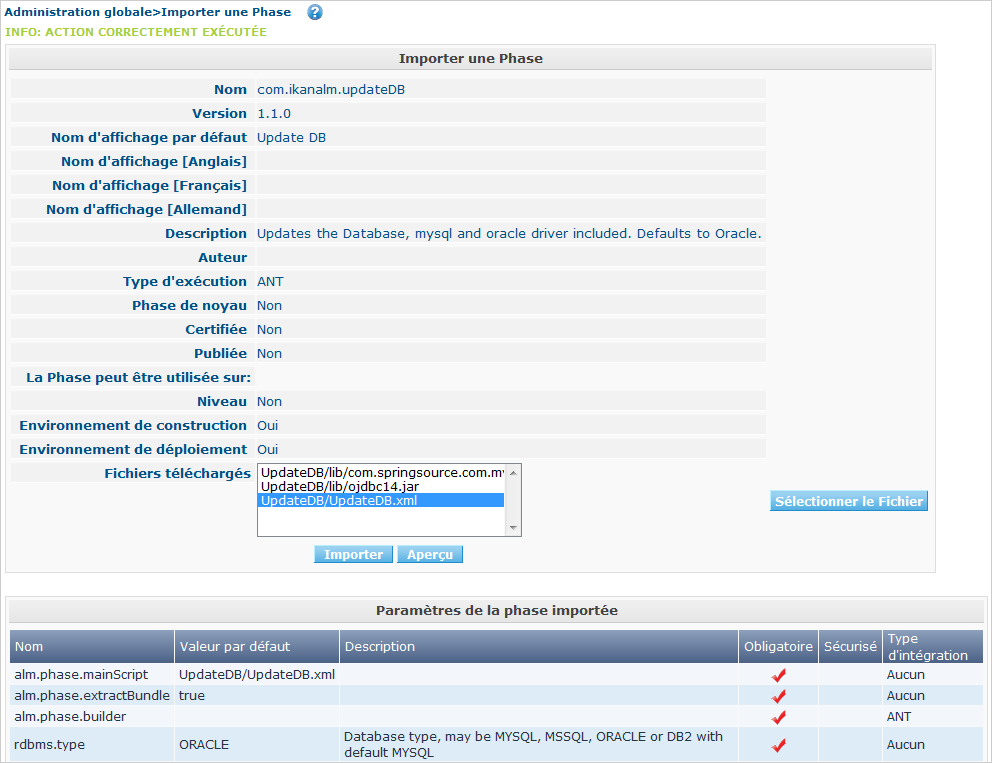 Administration globale>Importer une Phase ?
INFO: ACTION CORRECTEMENT EXÉCUTÉE
Importer une Phase
Nom com.ikanalm.updateDB
Version 1.1.0
Nom d'affichage par défaut Update DB
Nom d'affichage [Anglais]
Nom d'affichage [Français]
Nom d'affichage [Allemand]
Description Updates the Database, mysql and oracle driver included. Defaults to Oracle.
Auteur
Type d'exécution ANT
Phase de noyau Non
Certifiée Non
Publiée Non
La Phase peut être utilisée sur:
Niveau Non
Environnement de construction Oui
Environnement de déploiement Oui
Fichiers téléchargés UpdateDB/lib/com.springsource.com.my
UpdateDB/lib/ojdbc14.jar
UpdateDB/UpdateDB.xml
Sélectionner le Fichier
Importer Aperçu
Paramètres de la phase importée
Nom Valeur par défaut Description Obligatoire Sécurisé Type d'intégration
alm.phase.mainScript UpdateDB/UpdateDB.xml Aucun
alm.phase.extractBundle true Aucun
alm.phase.builder ANT
rdbms.type ORACLE Database type, may be MYSQL, MSSQL, ORACLE or DB2 with default MYSQL Aucun